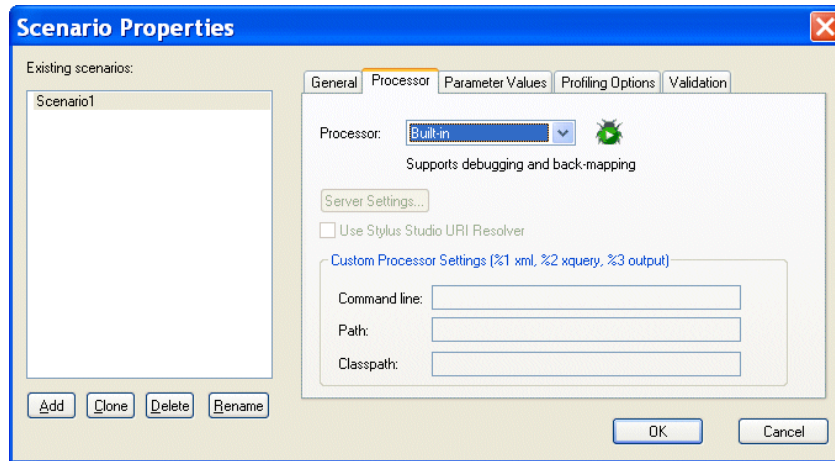 Scenario Properties
Existing scenarios:
Scenario1
Add Clone Delete Rename
General Processor Parameter Values Profiling Options Validation
Processor: Built-in
Supports debugging and back-mapping
Server Settings...
Use Stylus Studio URI Resolver
Custom Processor Settings (%1 xml, %2 xquery, %3 output)
Command line:
Path:
Classpath:
OK Cancel